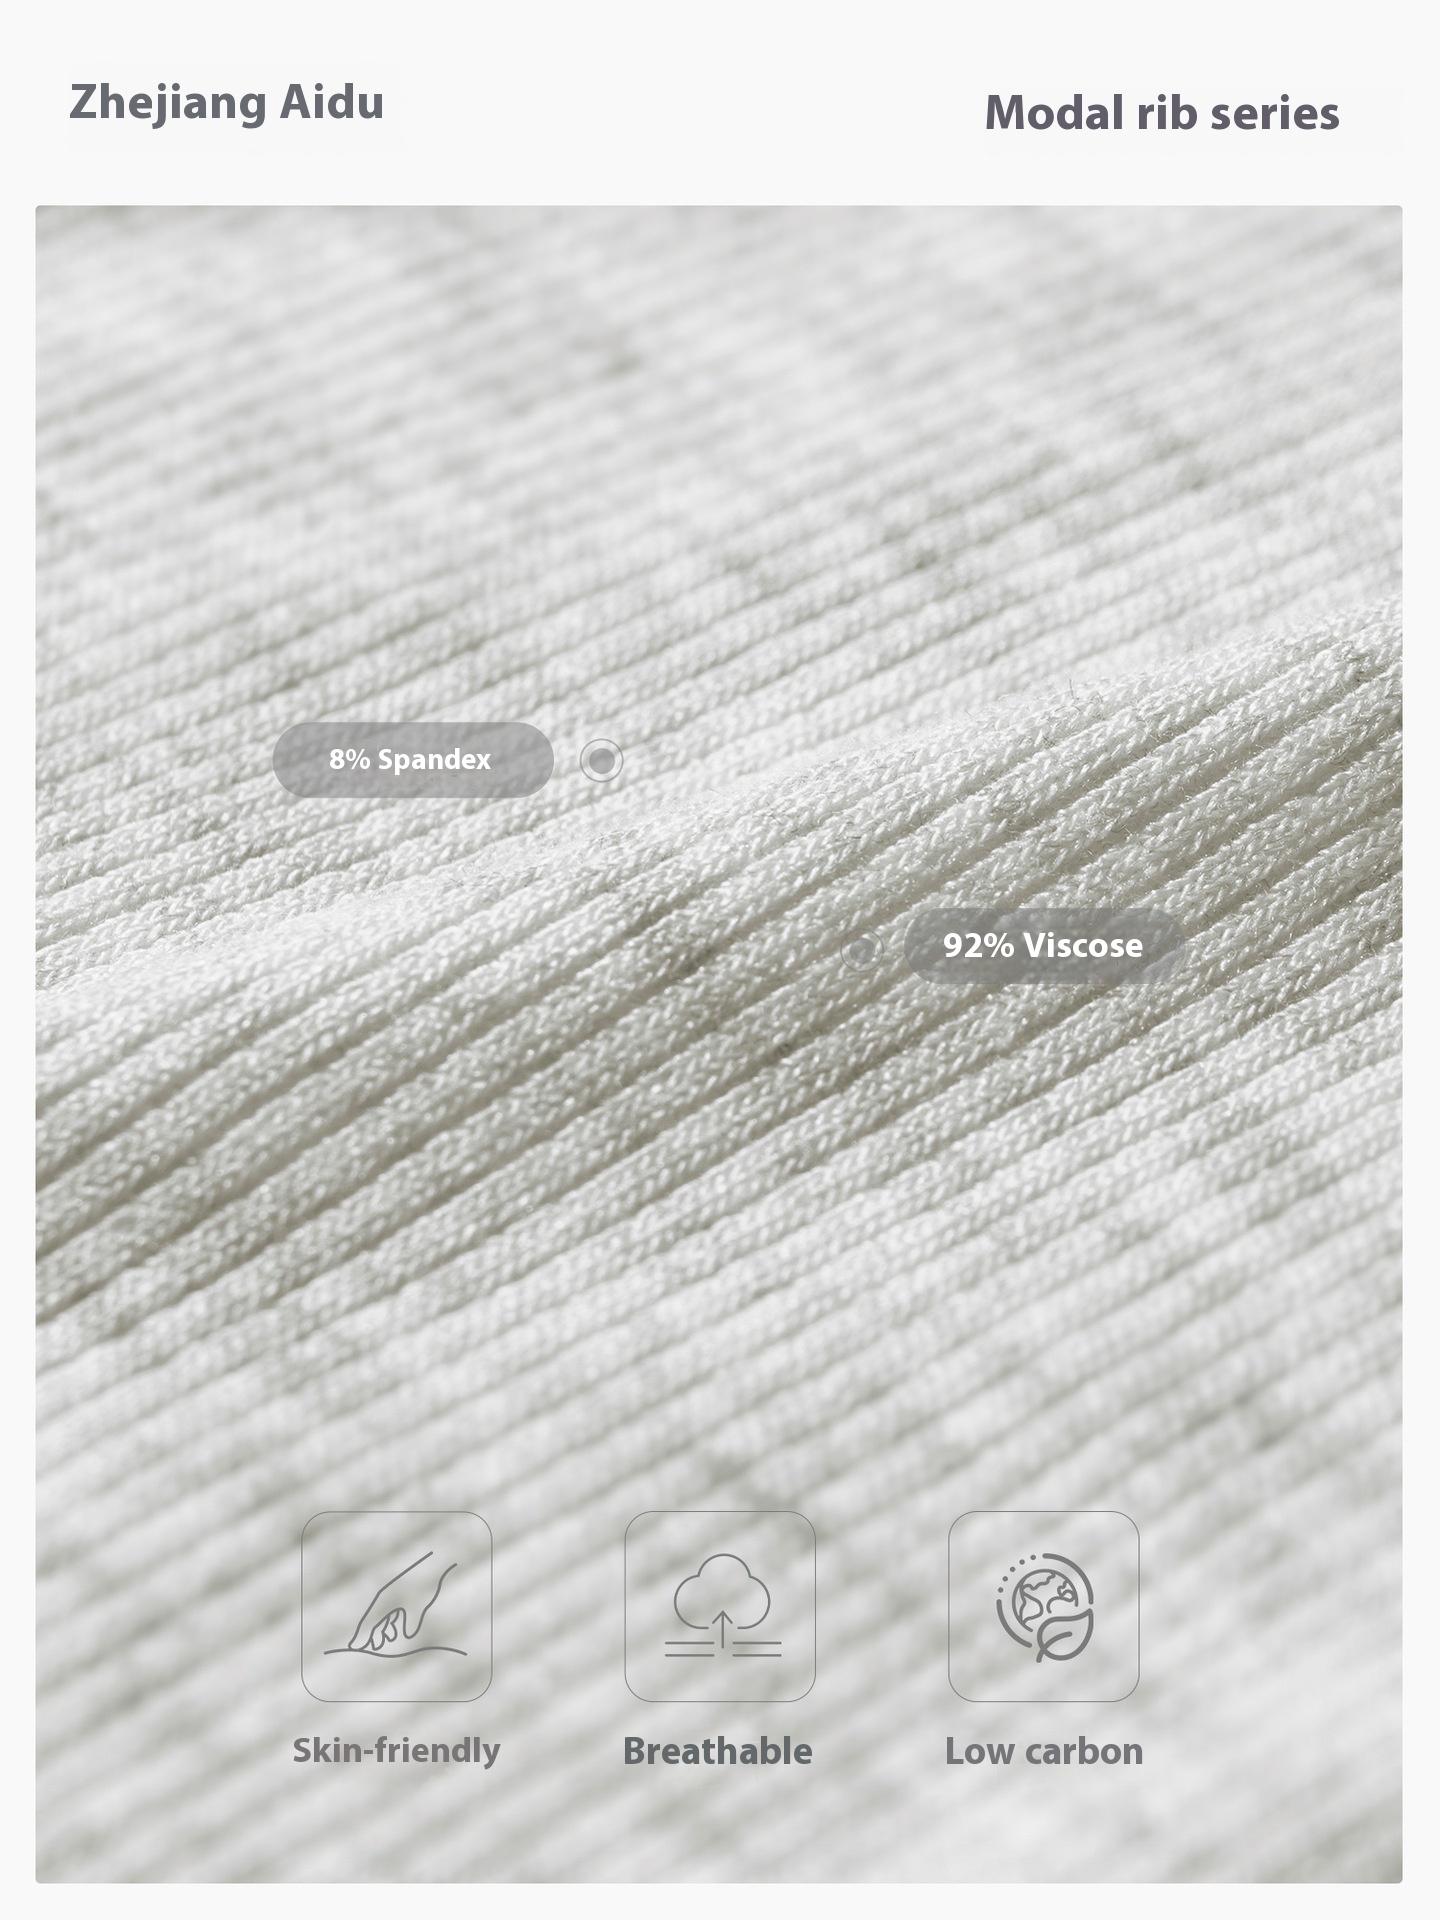 Zhejiang Aidu
Modal rib series
8% Spandex
92% Viscose
Skin-friendly
Breathable
Low carbon